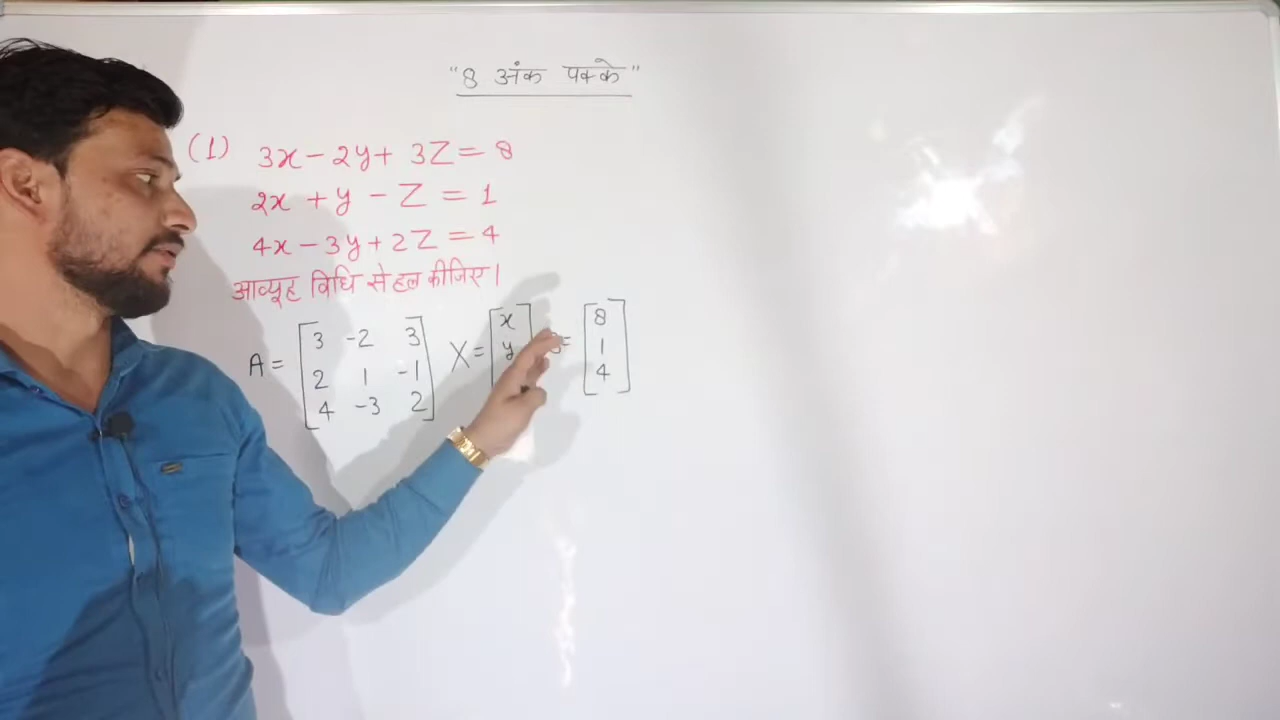 "8 अंक पक्के"
(1) 3x - 2y + 3Z = 8
2x + y - Z = 1
4x - 3y + 2Z = 4
आव्यूह विधि से हल कीजिए।
A = [3 -2 3 X = [x = [8
2 1 -1 y 1
4 -3 2] 4]